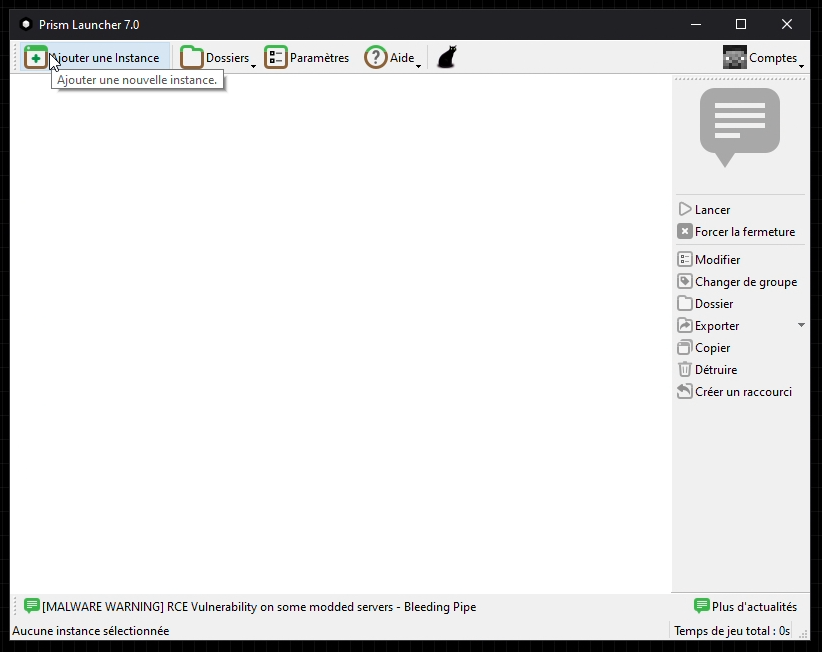 Prism Launcher 7.0
Ajouter une Instance Dossiers Paramètres Aide Comptes
Ajouter une nouvelle instance.
Lancer
Forcer la fermeture
Modifier
Changer de groupe
Dossier
Exporter
Copier
Détruire
Créer un raccourci
[MALWARE WARNING] RCE Vulnerability on some modded servers - Bleeding Pipe Plus d'actualités
Aucune instance sélectionnée Temps de jeu total : 0s